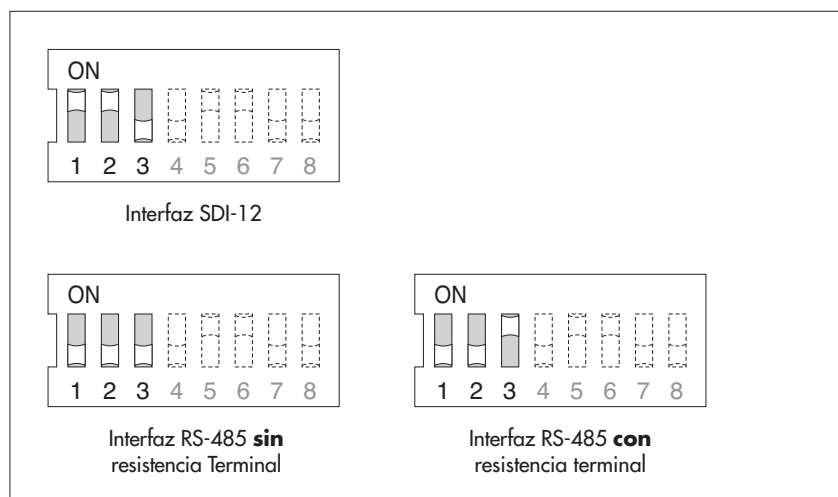 ON
1 2 3 4 5 6 7 8
Interfaz SDI-12
ON
1 2 3 4 5 6 7 8
Interfaz RS-485 sin
resistencia Terminal
ON
1 2 3 4 5 6 7 8
Interfaz RS-485 con
resistencia terminal